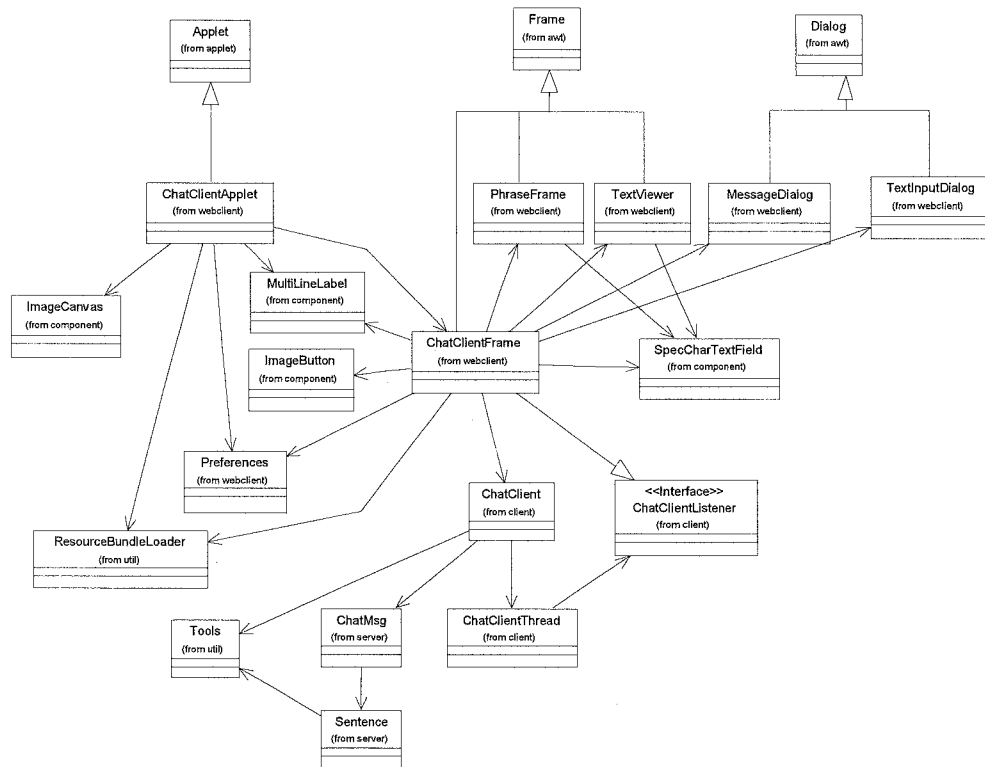 Applet
(from applet)
Frame
(from awt)
Dialog
(from awt)
ChatClientApplet
(from webclient)
PhraseFrame
(from webclient)
TextViewer
(from webclient)
MessageDialog
(from webclient)
TextInputDialog
(from webclient)
ImageCanvas
(from component)
MultiLineLabel
(from component)
ChatClientFrame
(from webclient)
SpecCharTextField
(from component)
ImageButton
(from component)
Preferences
(from webclient)
ChatClient
(from client)
<<Interface>>
ChatClientListener
(from client)
ResourceBundleLoader
(from util)
Tools
(from util)
ChatMsg
(from server)
ChatClientThread
(from client)
Sentence
(from server)